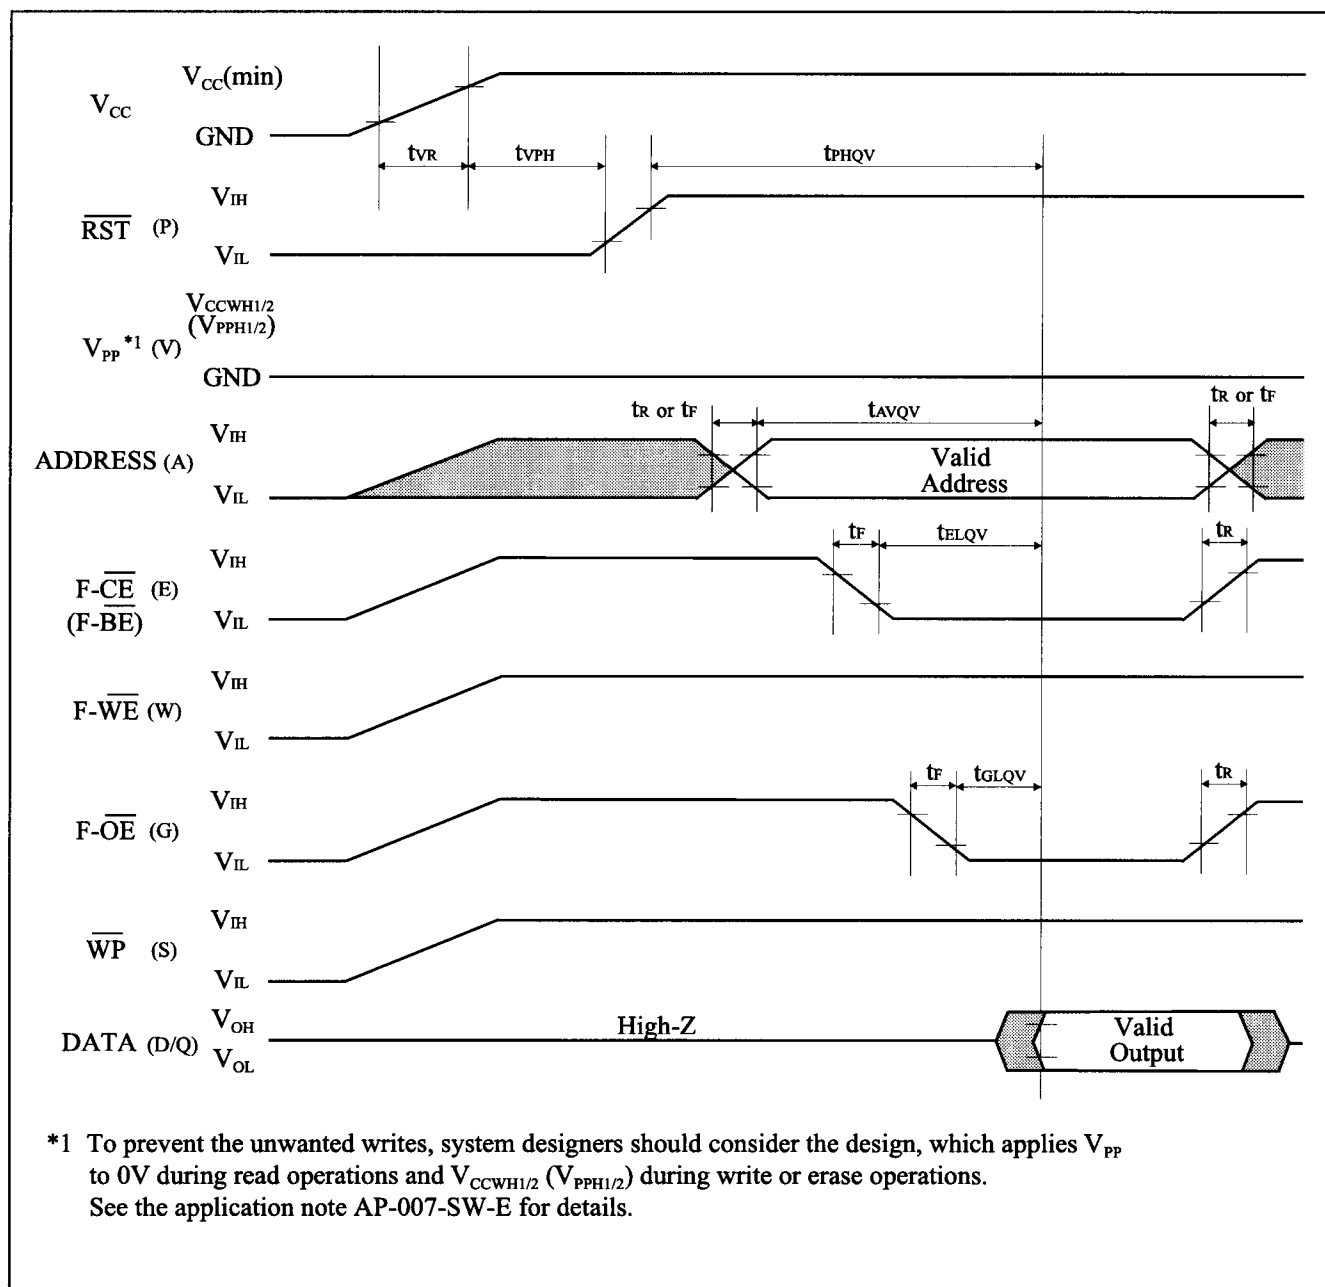 VCC(min)
VCC
GND
tVR
tVPH
tPHQV
VIH
RST (P)
VIL
VCCWH1/2
(VPPH1/2)
VPP *1 (V)
GND
tR or tF
tAVQV
tR or tF
VIH
ADDRESS (A)
Valid
Address
VIL
tF
tELQV
tR
VIH
F-CE (E)
(F-BE)
VIL
VIH
F-WE (W)
VIL
tF
tGLQV
tR
VIH
F-OE (G)
VIL
VIH
WP (S)
VIL
VOH
High-Z
Valid
Output
DATA (D/Q)
VOL
*1 To prevent the unwanted writes, system designers should consider the design, which applies VPP
to 0V during read operations and VCCWH1/2 (VPPH1/2) during write or erase operations.
See the application note AP-007-SW-E for details.